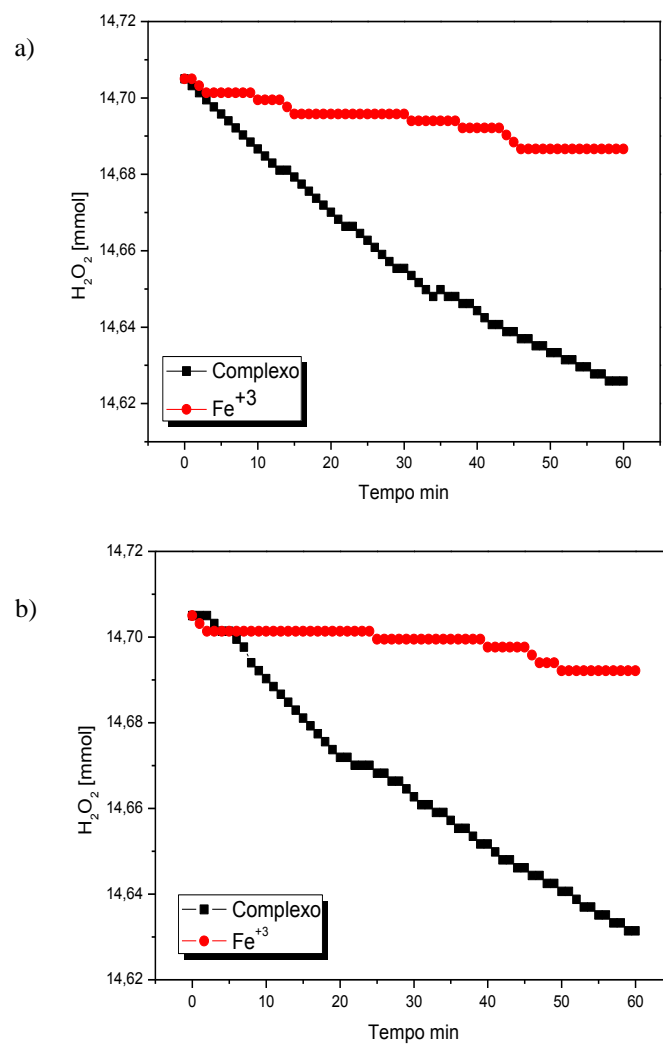 a)
14,72
14,70
14,68
14,66
14,64
14,62
H₂O₂ [mmol]
Complexo
Fe⁺³
0 10 20 30 40 50 60
Tempo min
b)
14,72
14,70
14,68
14,66
14,64
14,62
H₂O₂ [mmol]
Complexo
Fe⁺³
0 10 20 30 40 50 60
Tempo min